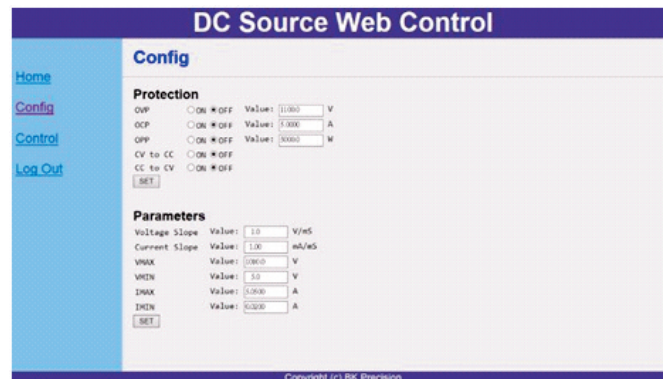 DC Source Web Control
Home
Config
Control
Log Out
Config
Protection
OVP ON OFF Value: V
OCP ON OFF Value: A
OPP ON OFF Value: W
CV to CC ON OFF
CC to CV ON OFF
SET
Parameters
Voltage Slope Value: 1.0 V/mS
Current Slope Value: 1.00 mA/mS
VMAX Value: V
VMIN Value: A
IMAX Value: A
IMIN Value: A
SET
Copyright (c) BK Precision